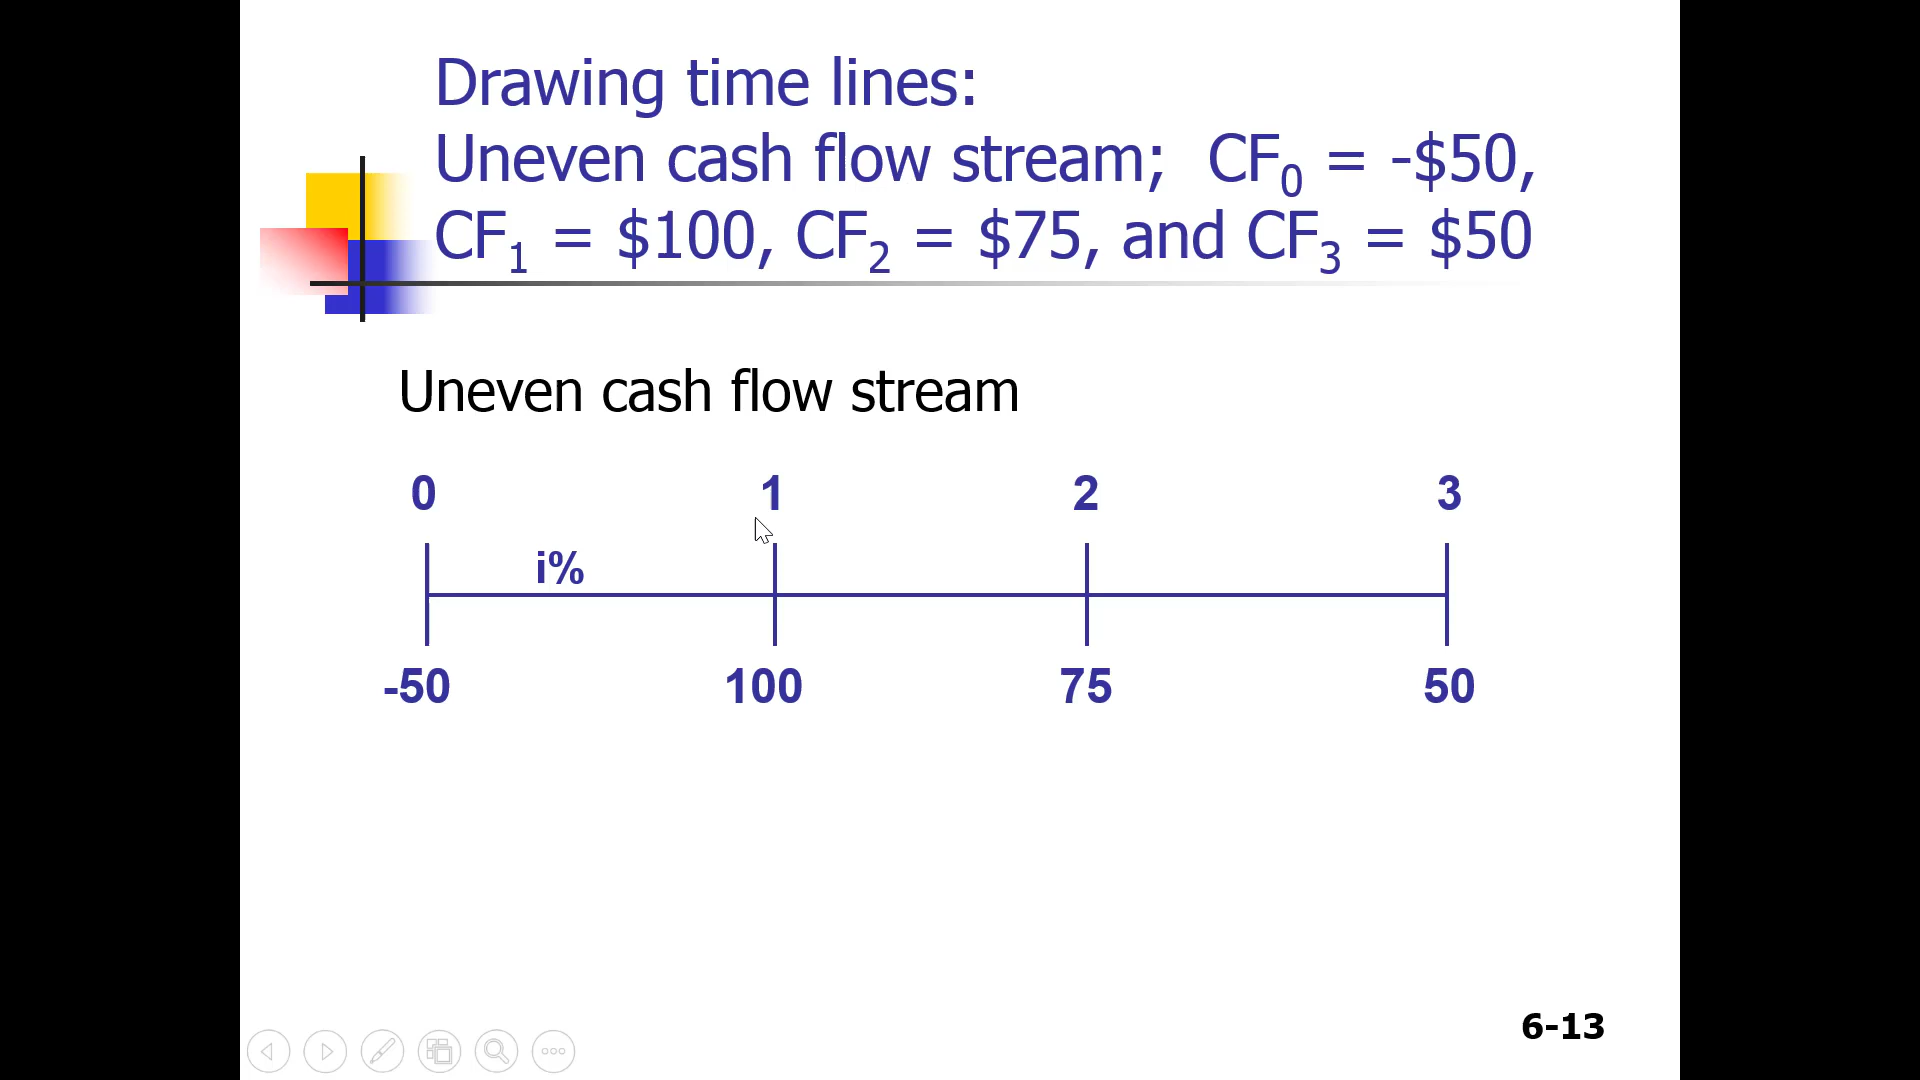 Drawing time lines:
Uneven cash flow stream;  CF₀ = -$50,
CF₁ = $100, CF₂ = $75, and CF₃ = $50
Uneven cash flow stream
0 1 2 3
i%
-50 100 75 50
6-13